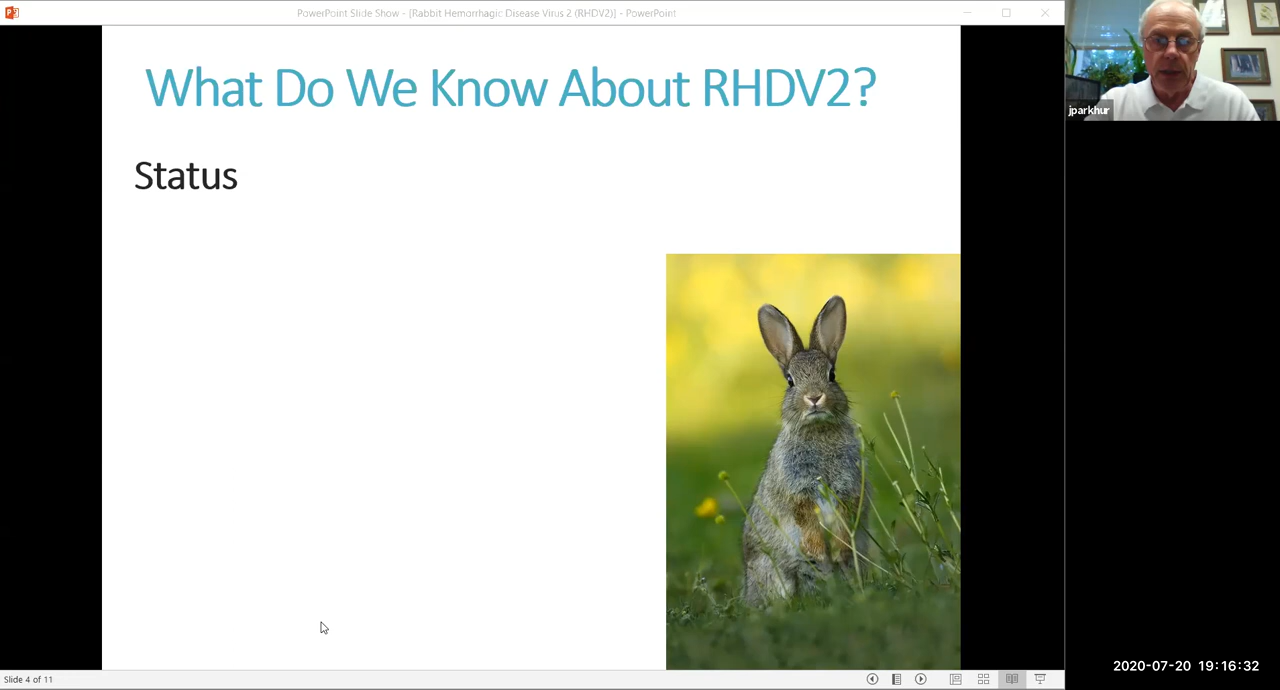 PowerPoint Slide Show - [Rabbit Hemorrhagic Disease Virus 2 (RHDV2)] - PowerPoint
What Do We Know About RHDV2?
Status
jparkhur
2020-07-20 19:16:32
Slide 4 of 11